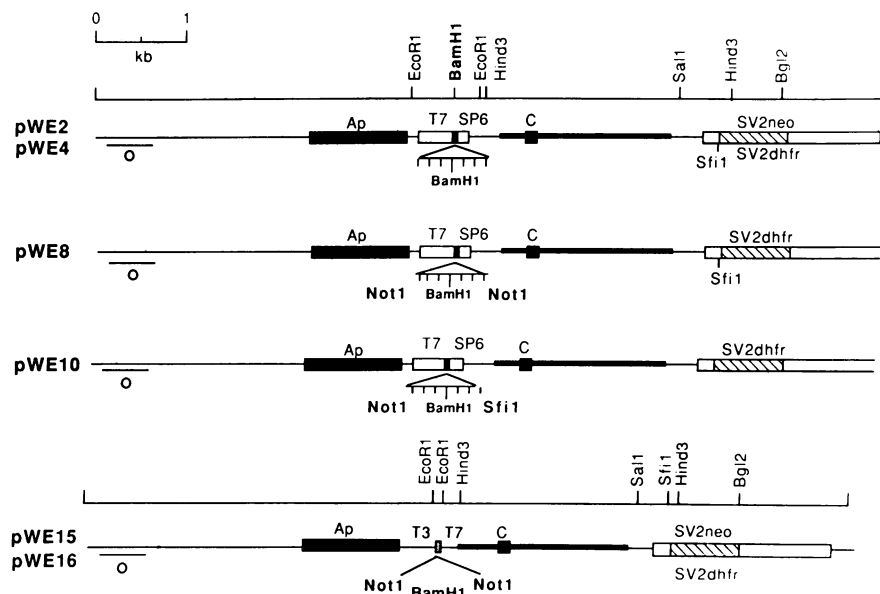 0 1
kb
EcoR1 BamH1 EcoR1 Hind3 Sal1 Hind3 Bgl2
pWE2 Ap T7 SP6 C SV2neo
pWE4 O BamH1 Sfi1 SV2dhfr
pWE8 Ap T7 SP6 C SV2dhfr
O Not1 BamH1 Not1 Sfi1
pWE10 Ap T7 SP6 C SV2dhfr
O Not1 BamH1 Sfi1
EcoR1 EcoR1 Hind3 Sal1 Sfi1 Hind3 Bgl2
pWE15 Ap T3 T7 C SV2neo
pWE16 O Not1 BamH1 Not1 SV2dhfr